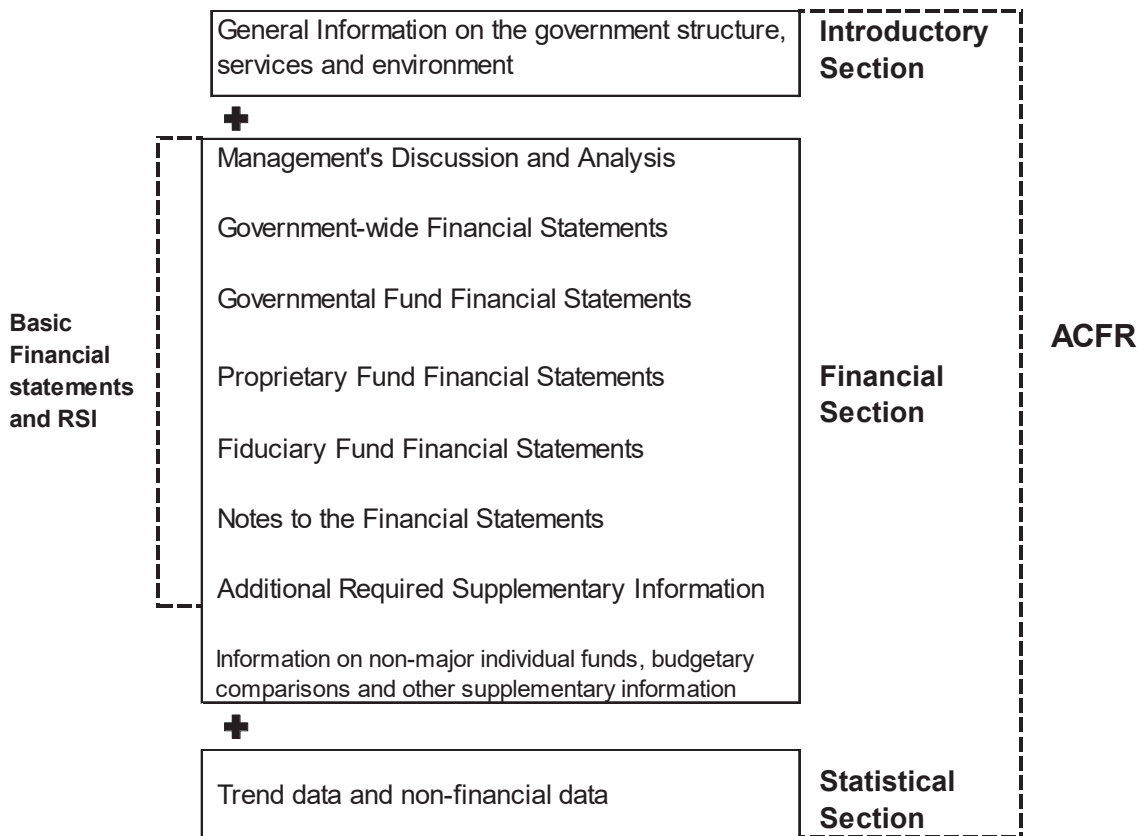 General Information on the government structure,
services and environment
Introductory
Section
Management's Discussion and Analysis
Government-wide Financial Statements
Governmental Fund Financial Statements
Basic
Financial
statements
and RSI
ACFR
Proprietary Fund Financial Statements
Financial
Section
Fiduciary Fund Financial Statements
Notes to the Financial Statements
Additional Required Supplementary Information
Information on non-major individual funds, budgetary
comparisons and other supplementary information
Trend data and non-financial data
Statistical
Section